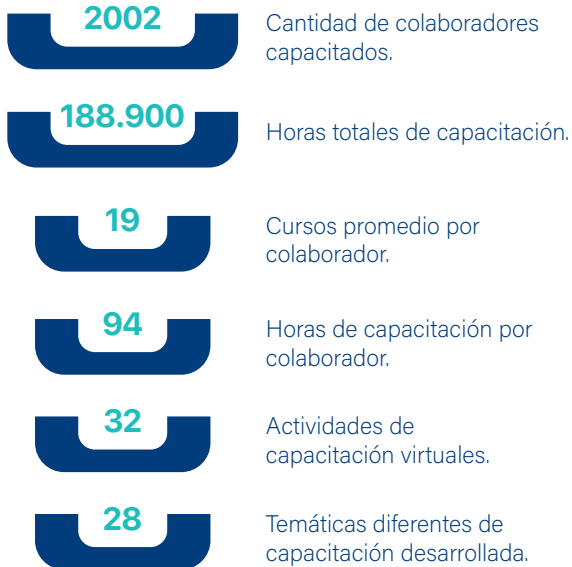 2002
Cantidad de colaboradores
capacitados.
188.900
Horas totales de capacitación.
19
Cursos promedio por
colaborador.
94
Horas de capacitación por
colaborador.
32
Actividades de
capacitación virtuales.
28
Temáticas diferentes de
capacitación desarrollada.